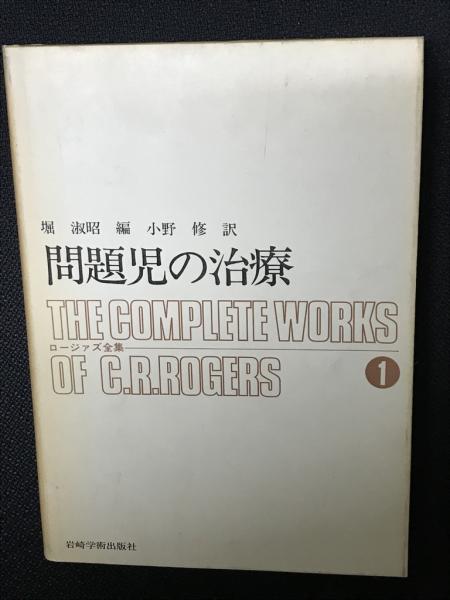 堀 淑昭 編 小野 修 訳
問題児の治療
THE COMPLETE WORKS
ロージァズ全集
OF C.R.ROGERS 1
岩崎学術出版社